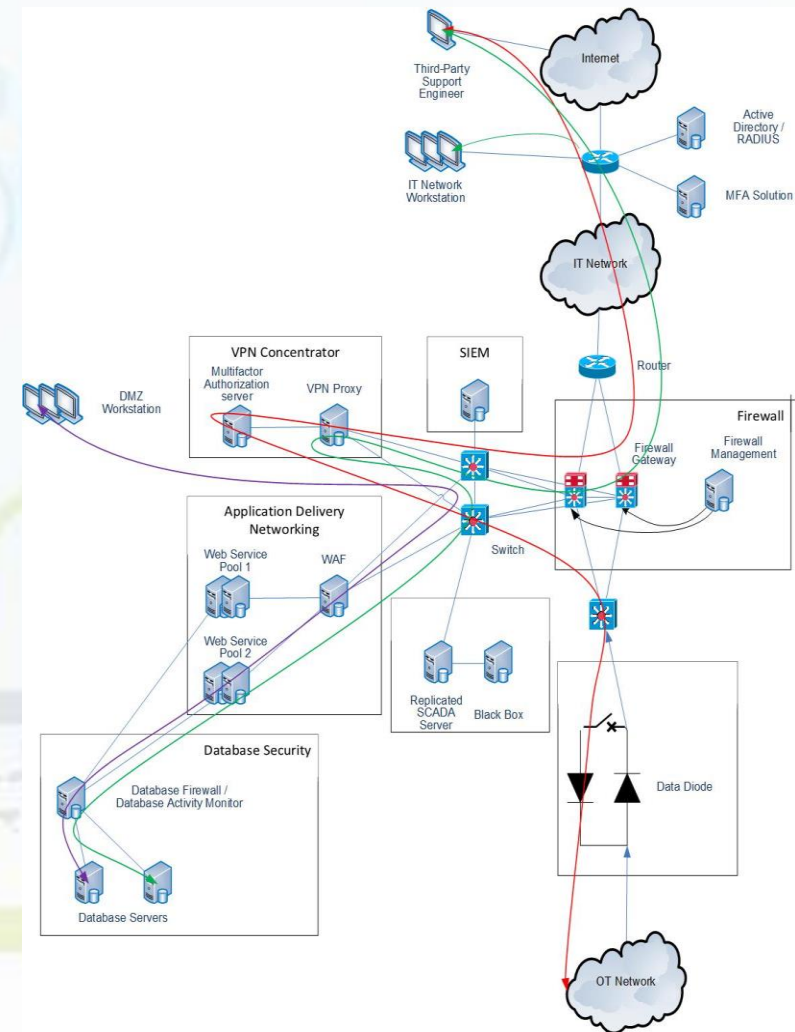 Internet
Third-Party
Support
Engineer
Active
Directory /
RADIUS
IT Network
Workstation
MFA Solution
IT Network
VPN Concentrator
Multifactor
Authorization
server
VPN Proxy
SIEM
Router
DMZ
Workstation
Firewall
Firewall
Gateway
Firewall
Management
Application Delivery
Networking
Web Service
Pool 1
WAF
Switch
Web Service
Pool 2
Replicated
SCADA
Server
Black Box
Database Security
Database Firewall /
Database Activity Monitor
Data Diode
Database Servers
OT Network